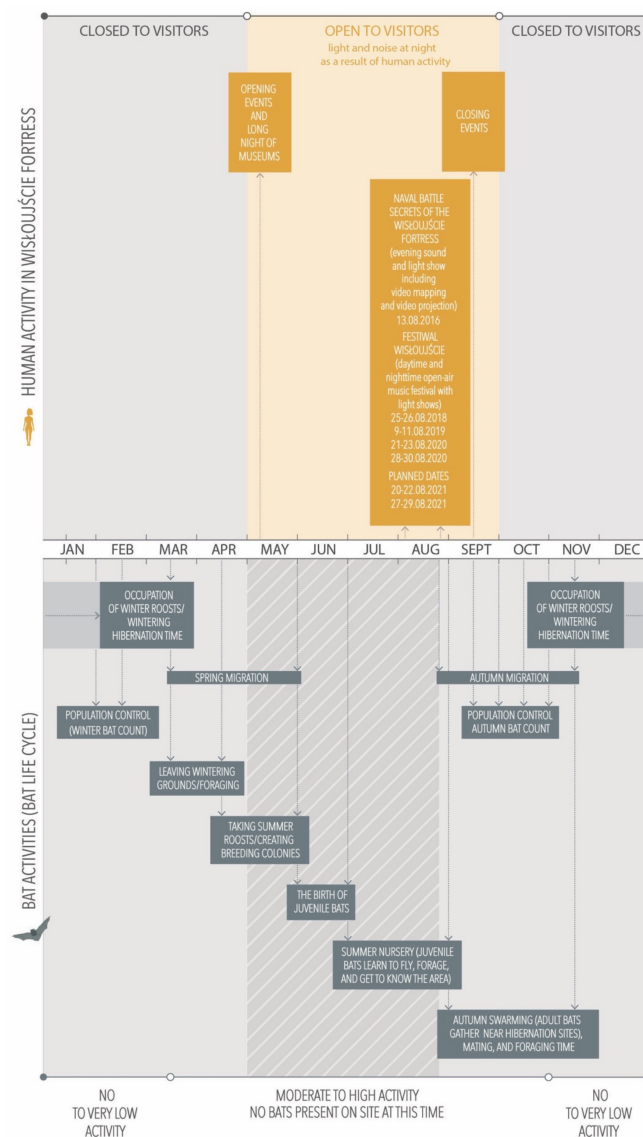 CLOSED TO VISITORS
OPEN TO VISITORS
light and noise at night
as a result of human activity
CLOSED TO VISITORS
HUMAN ACTIVITY IN WISŁOUJŚCIE FORTRESS
OPENING
EVENTS
AND
LONG
NIGHT OF
MUSEUMS
CLOSING
EVENTS
NAVAL BATTLE
SECRETS OF THE
WISŁOUJŚCIE
FORTRESS
(evening sound
and light show
including
video mapping
and video projection)
13.08.2016
FESTIWAL
WISŁOUJŚCIE
(daytime and
nighttime open-air
music festival with
light shows)
25-26.08.2018
9-11.08.2019
21-23.08.2020
28-30.08.2020
PLANNED DATES
20-22.08.2021
27-29.08.2021
JAN FEB MAR APR MAY JUN JUL AUG SEPT OCT NOV DEC
BAT ACTIVITIES (BAT LIFE CYCLE)
OCCUPATION
OF WINTER ROOSTS/
WINTERING
HIBERNATION TIME
OCCUPATION
OF WINTER ROOSTS/
WINTERING
HIBERNATION TIME
SPRING MIGRATION
AUTUMN MIGRATION
POPULATION CONTROL
(WINTER BAT COUNT)
POPULATION CONTROL
AUTUMN BAT COUNT
LEAVING WINTERING
GROUNDS/FORAGING
TAKING SUMMER
ROOSTS/CREATING
BREEDING COLONIES
THE BIRTH OF
JUVENILE BATS
SUMMER NURSERY (JUVENILE
BATS LEARN TO FLY, FORAGE,
AND GET TO KNOW THE AREA)
AUTUMN SWARMING (ADULT BATS
GATHER NEAR HIBERNATION SITES),
MATING, AND FORAGING TIME
NO
TO VERY LOW
ACTIVITY
MODERATE TO HIGH ACTIVITY
NO BATS PRESENT ON SITE AT THIS TIME
NO
TO VERY LOW
ACTIVITY